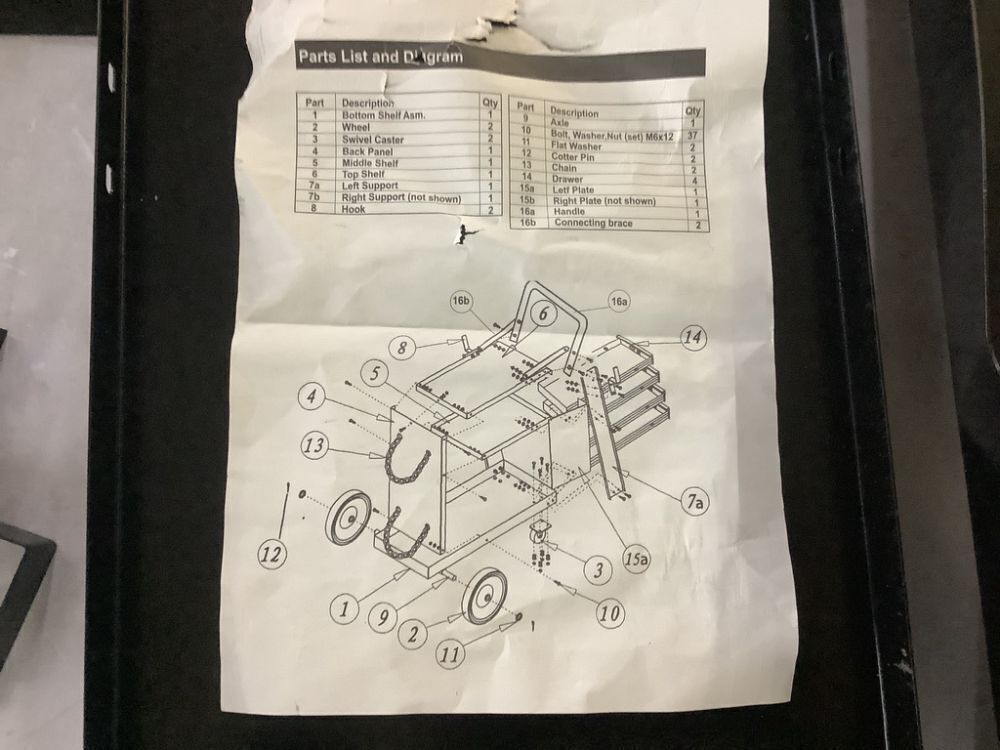 Parts List and Diagram
Part Description Qty
1 Bottom Shelf Asm. 1
2 Wheel 2
3 Swivel Caster 2
4 Back Panel 1
5 Middle Shelf 1
6 Top Shelf 1
7a Left Support 1
7b Right Support (not shown) 1
8 Hook 2
Part Description Qty
9 Axle 1
10 Bolt, Washer,Nut (set) M6x12 37
11 Flat Washer 2
12 Cotter Pin 2
13 Chain 2
14 Drawer 4
15a Letf Plate 1
15b Right Plate (not shown) 1
16a Handle 1
16b Connecting brace 2
16b
16a
6
8
14
5
4
13
7a
12
3
15a
1
9
2
10
11